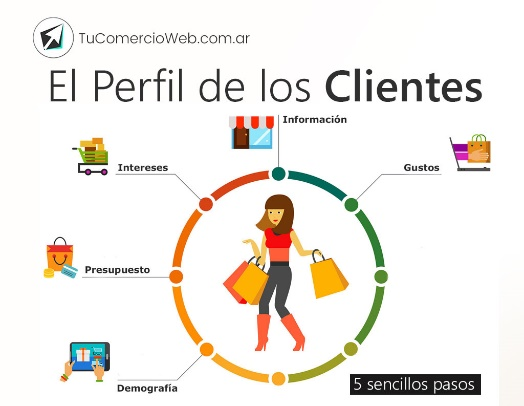 TuComercioWeb.com.ar
El Perfil de los Clientes
Información
Intereses
Gustos
Presupuesto
Demografía
5 sencillos pasos